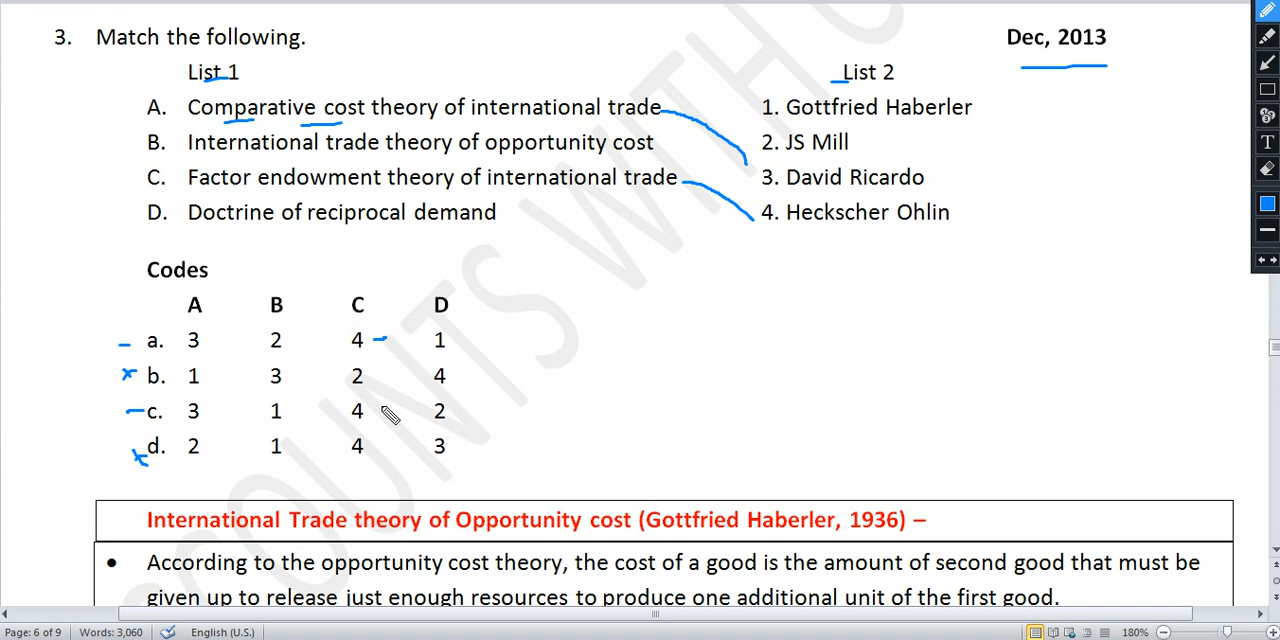 3. Match the following. Dec, 2013
List 1 List 2
A. Comparative cost theory of international trade 1. Gottfried Haberler
B. International trade theory of opportunity cost 2. JS Mill
C. Factor endowment theory of international trade 3. David Ricardo
D. Doctrine of reciprocal demand 4. Heckscher Ohlin
Codes
A B C D
a. 3 2 4 1
b. 1 3 2 4
c. 3 1 4 2
d. 2 1 4 3
International Trade theory of Opportunity cost (Gottfried Haberler, 1936) –
• According to the opportunity cost theory, the cost of a good is the amount of second good that must be
given up to release just enough resources to produce one additional unit of the first good.
Page: 6 of 9 Words: 3,060 English (U.S.) 180%